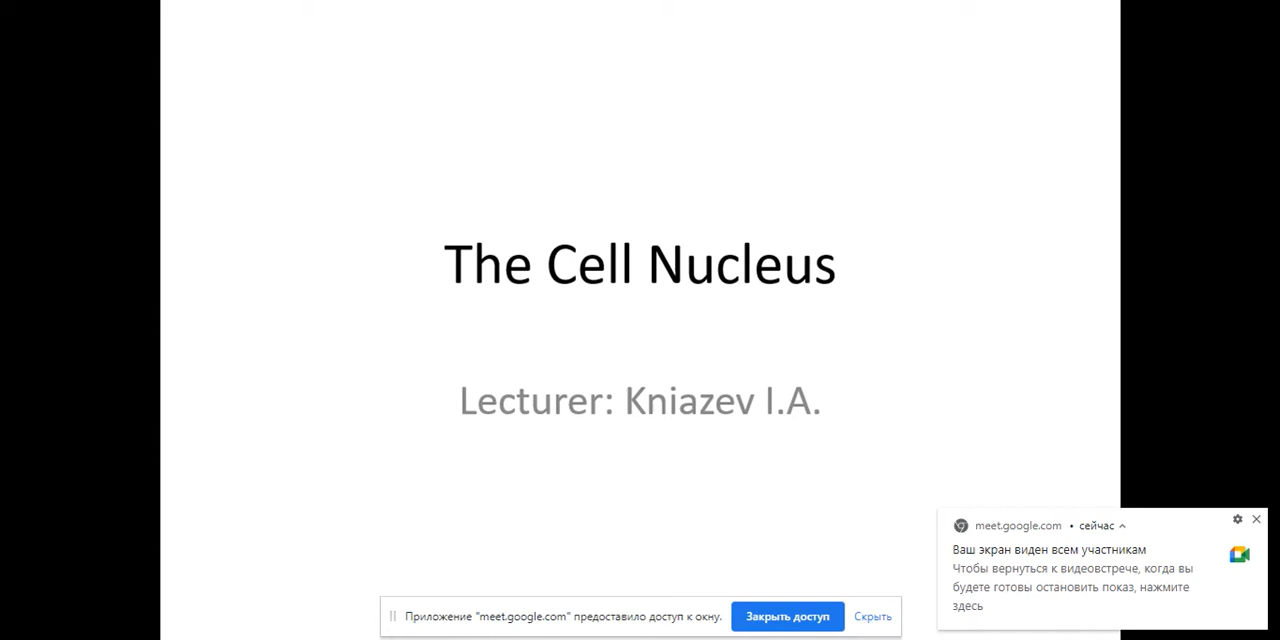 The Cell Nucleus
Lecturer: Kniazev I.A.
meet.google.com • сейчас
Ваш экран виден всем участникам
Чтобы вернуться к видеовстрече, когда вы
будете готовы остановить показ, нажмите
здесь
Приложение "meet.google.com" предоставило доступ к окну. Закрыть доступ Скрыть